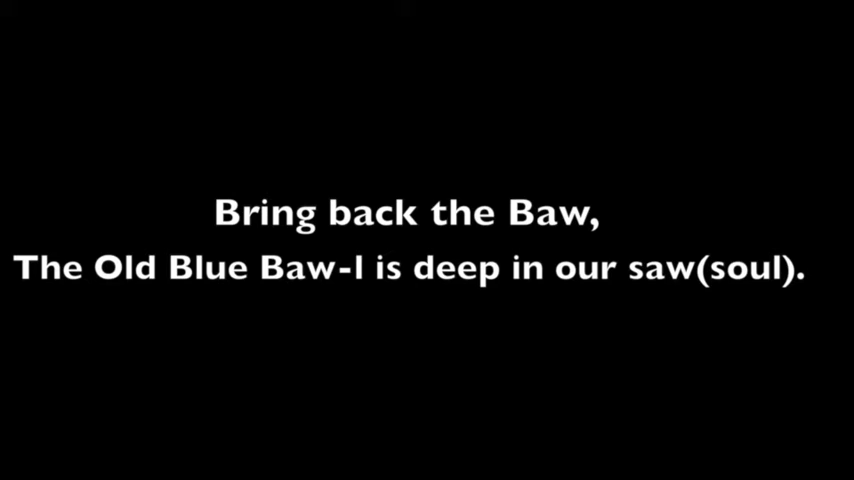 Bring back the Baw,
The Old Blue Baw-l is deep in our saw(soul).